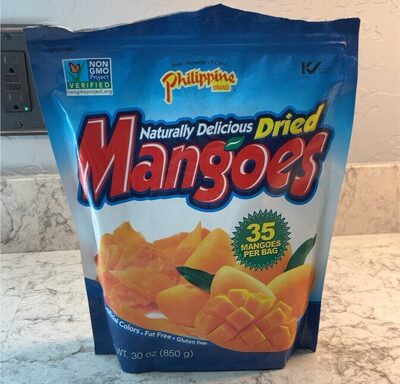 NON
GMO
Project
VERIFIED
nongmoproject.org
Philippine
BRAND
Naturally Delicious Dried
Mangoes
35
MANGOES
PER BAG
Colors • Fat Free • Gluten Free
WT. 30 oz (850 g)